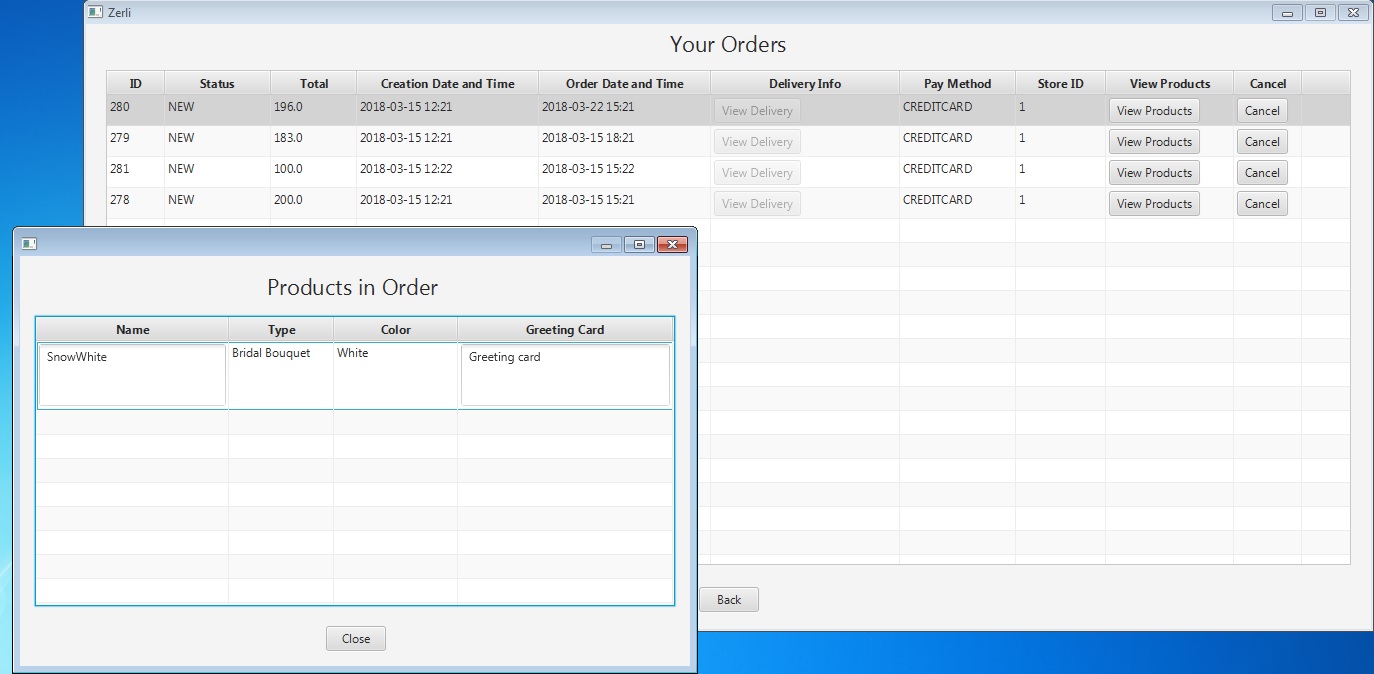 Zerli
Your Orders
ID Status Total Creation Date and Time Order Date and Time Delivery Info Pay Method Store ID View Products Cancel
280 NEW 196.0 2018-03-15 12:21 2018-03-22 15:21 View Delivery CREDITCARD 1 View Products Cancel
279 NEW 183.0 2018-03-15 12:21 2018-03-15 18:21 View Delivery CREDITCARD 1 View Products Cancel
281 NEW 100.0 2018-03-15 12:22 2018-03-15 15:22 View Delivery CREDITCARD 1 View Products Cancel
278 NEW 200.0 2018-03-15 12:21 2018-03-15 15:21 View Delivery CREDITCARD 1 View Products Cancel
Products in Order
Name Type Color Greeting Card
SnowWhite Bridal Bouquet White Greeting card
Back
Close